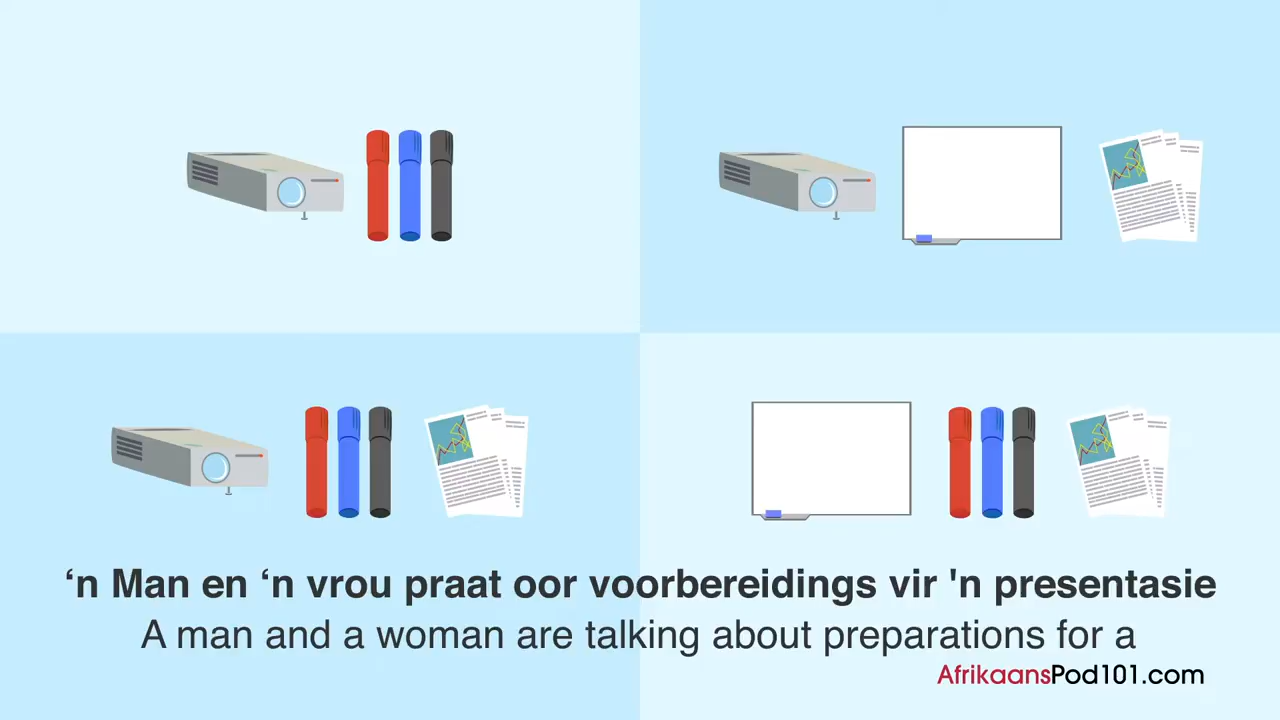 ‘n Man en ‘n vrou praat oor voorbereidings vir 'n presentasie
A man and a woman are talking about preparations for a
AfrikaansPod101.com